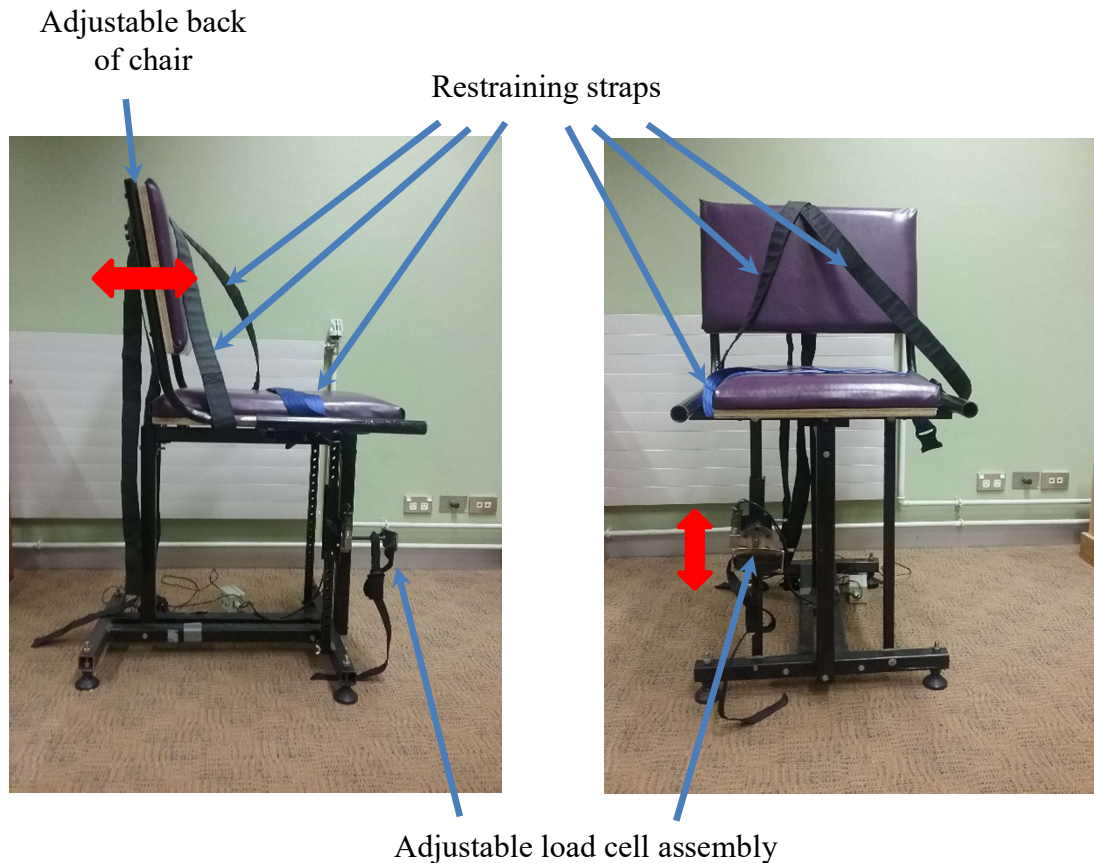 Adjustable back
of chair
Restraining straps
Adjustable load cell assembly